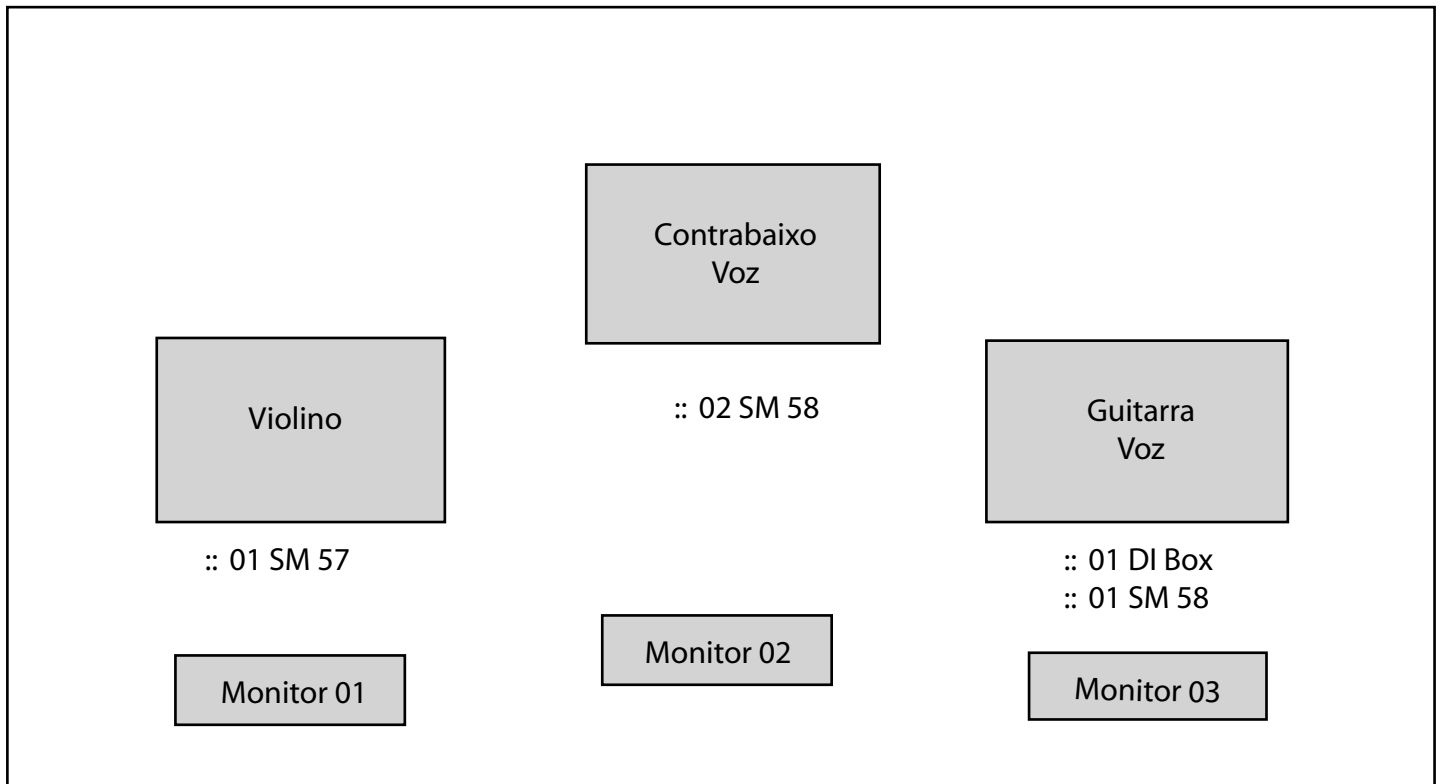 Contrabaixo
Voz
:: 02 SM 58
Violino
:: 01 SM 57
Guitarra
Voz
:: 01 DI Box
:: 01 SM 58
Monitor 01
Monitor 02
Monitor 03